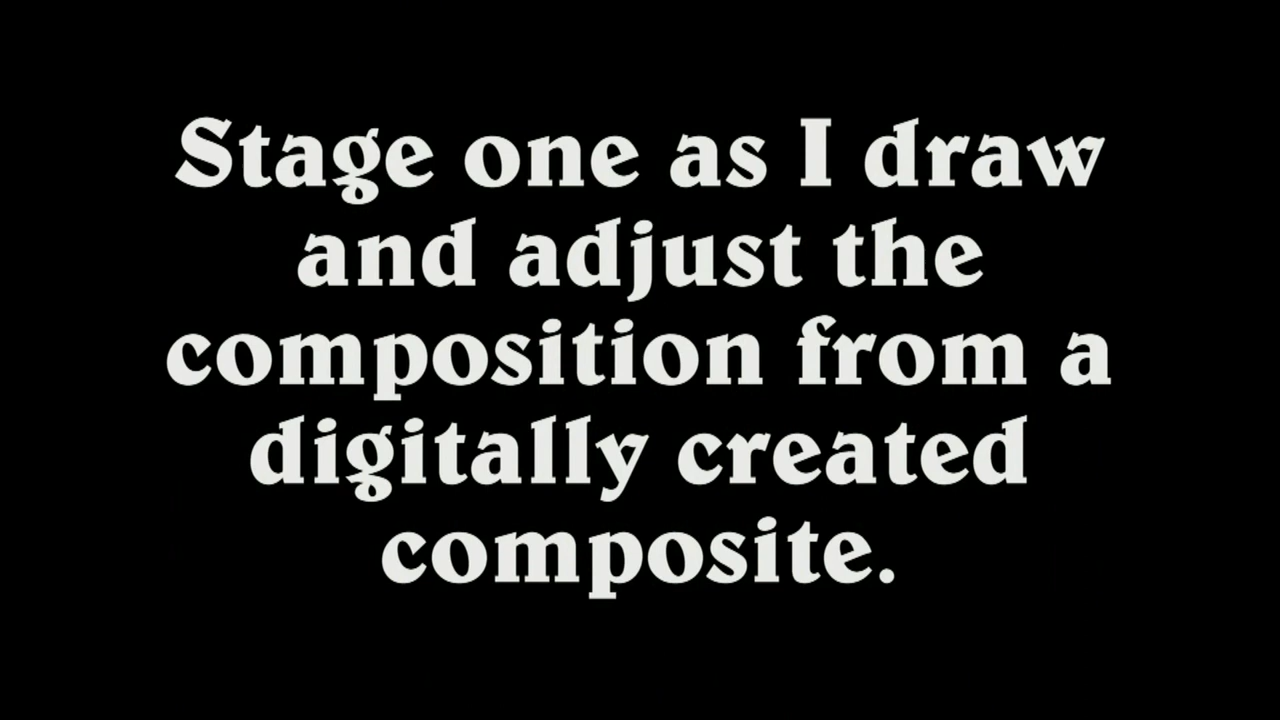 Stage one as I draw
and adjust the
composition from a
digitally created
composite.